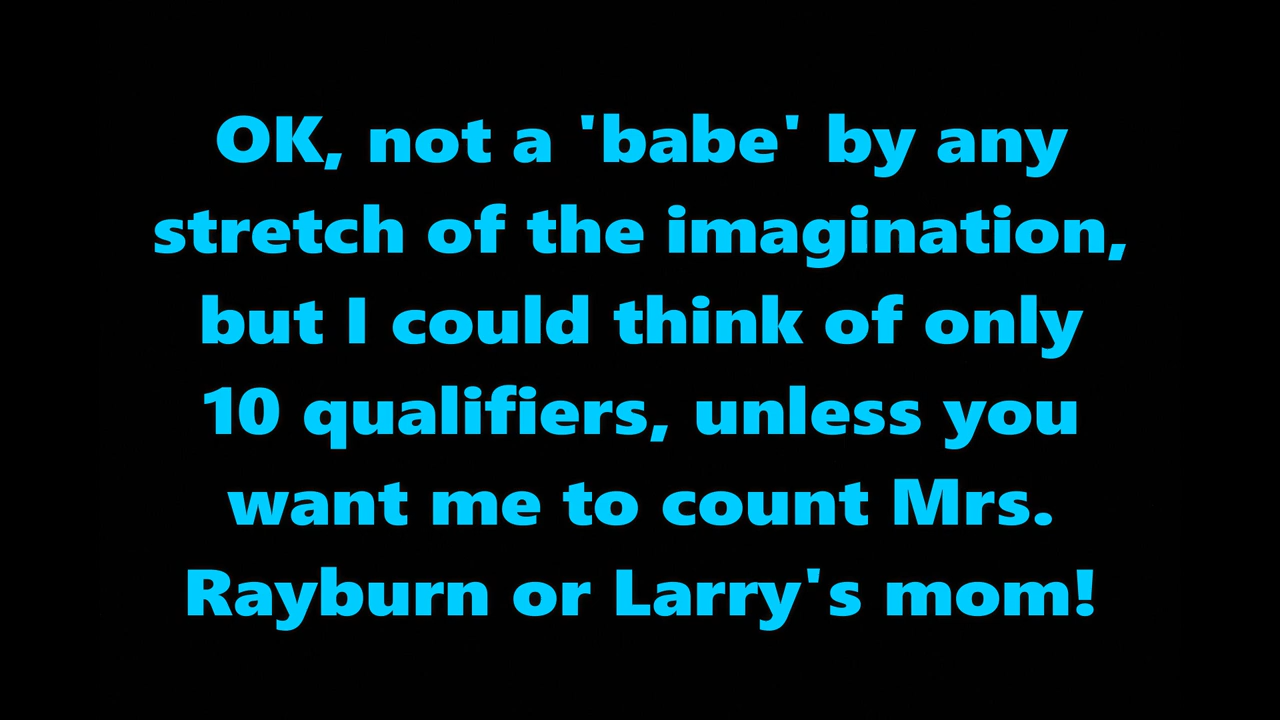 OK, not a 'babe' by any
stretch of the imagination,
but I could think of only
10 qualifiers, unless you
want me to count Mrs.
Rayburn or Larry's mom!